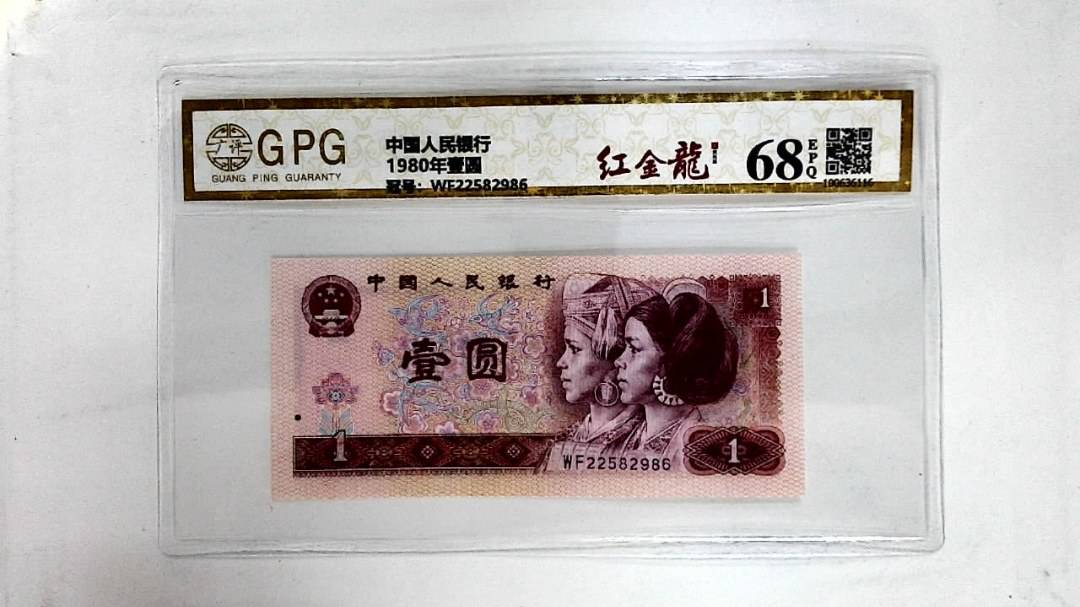 广评
GPG
GUANG PING GUARANTY
中国人民银行
1980年壹圆
冠号：WF22582986
红金龍
68
EPQ
100636116
中国人民银行
1
壹圆
1
WF22582986
1